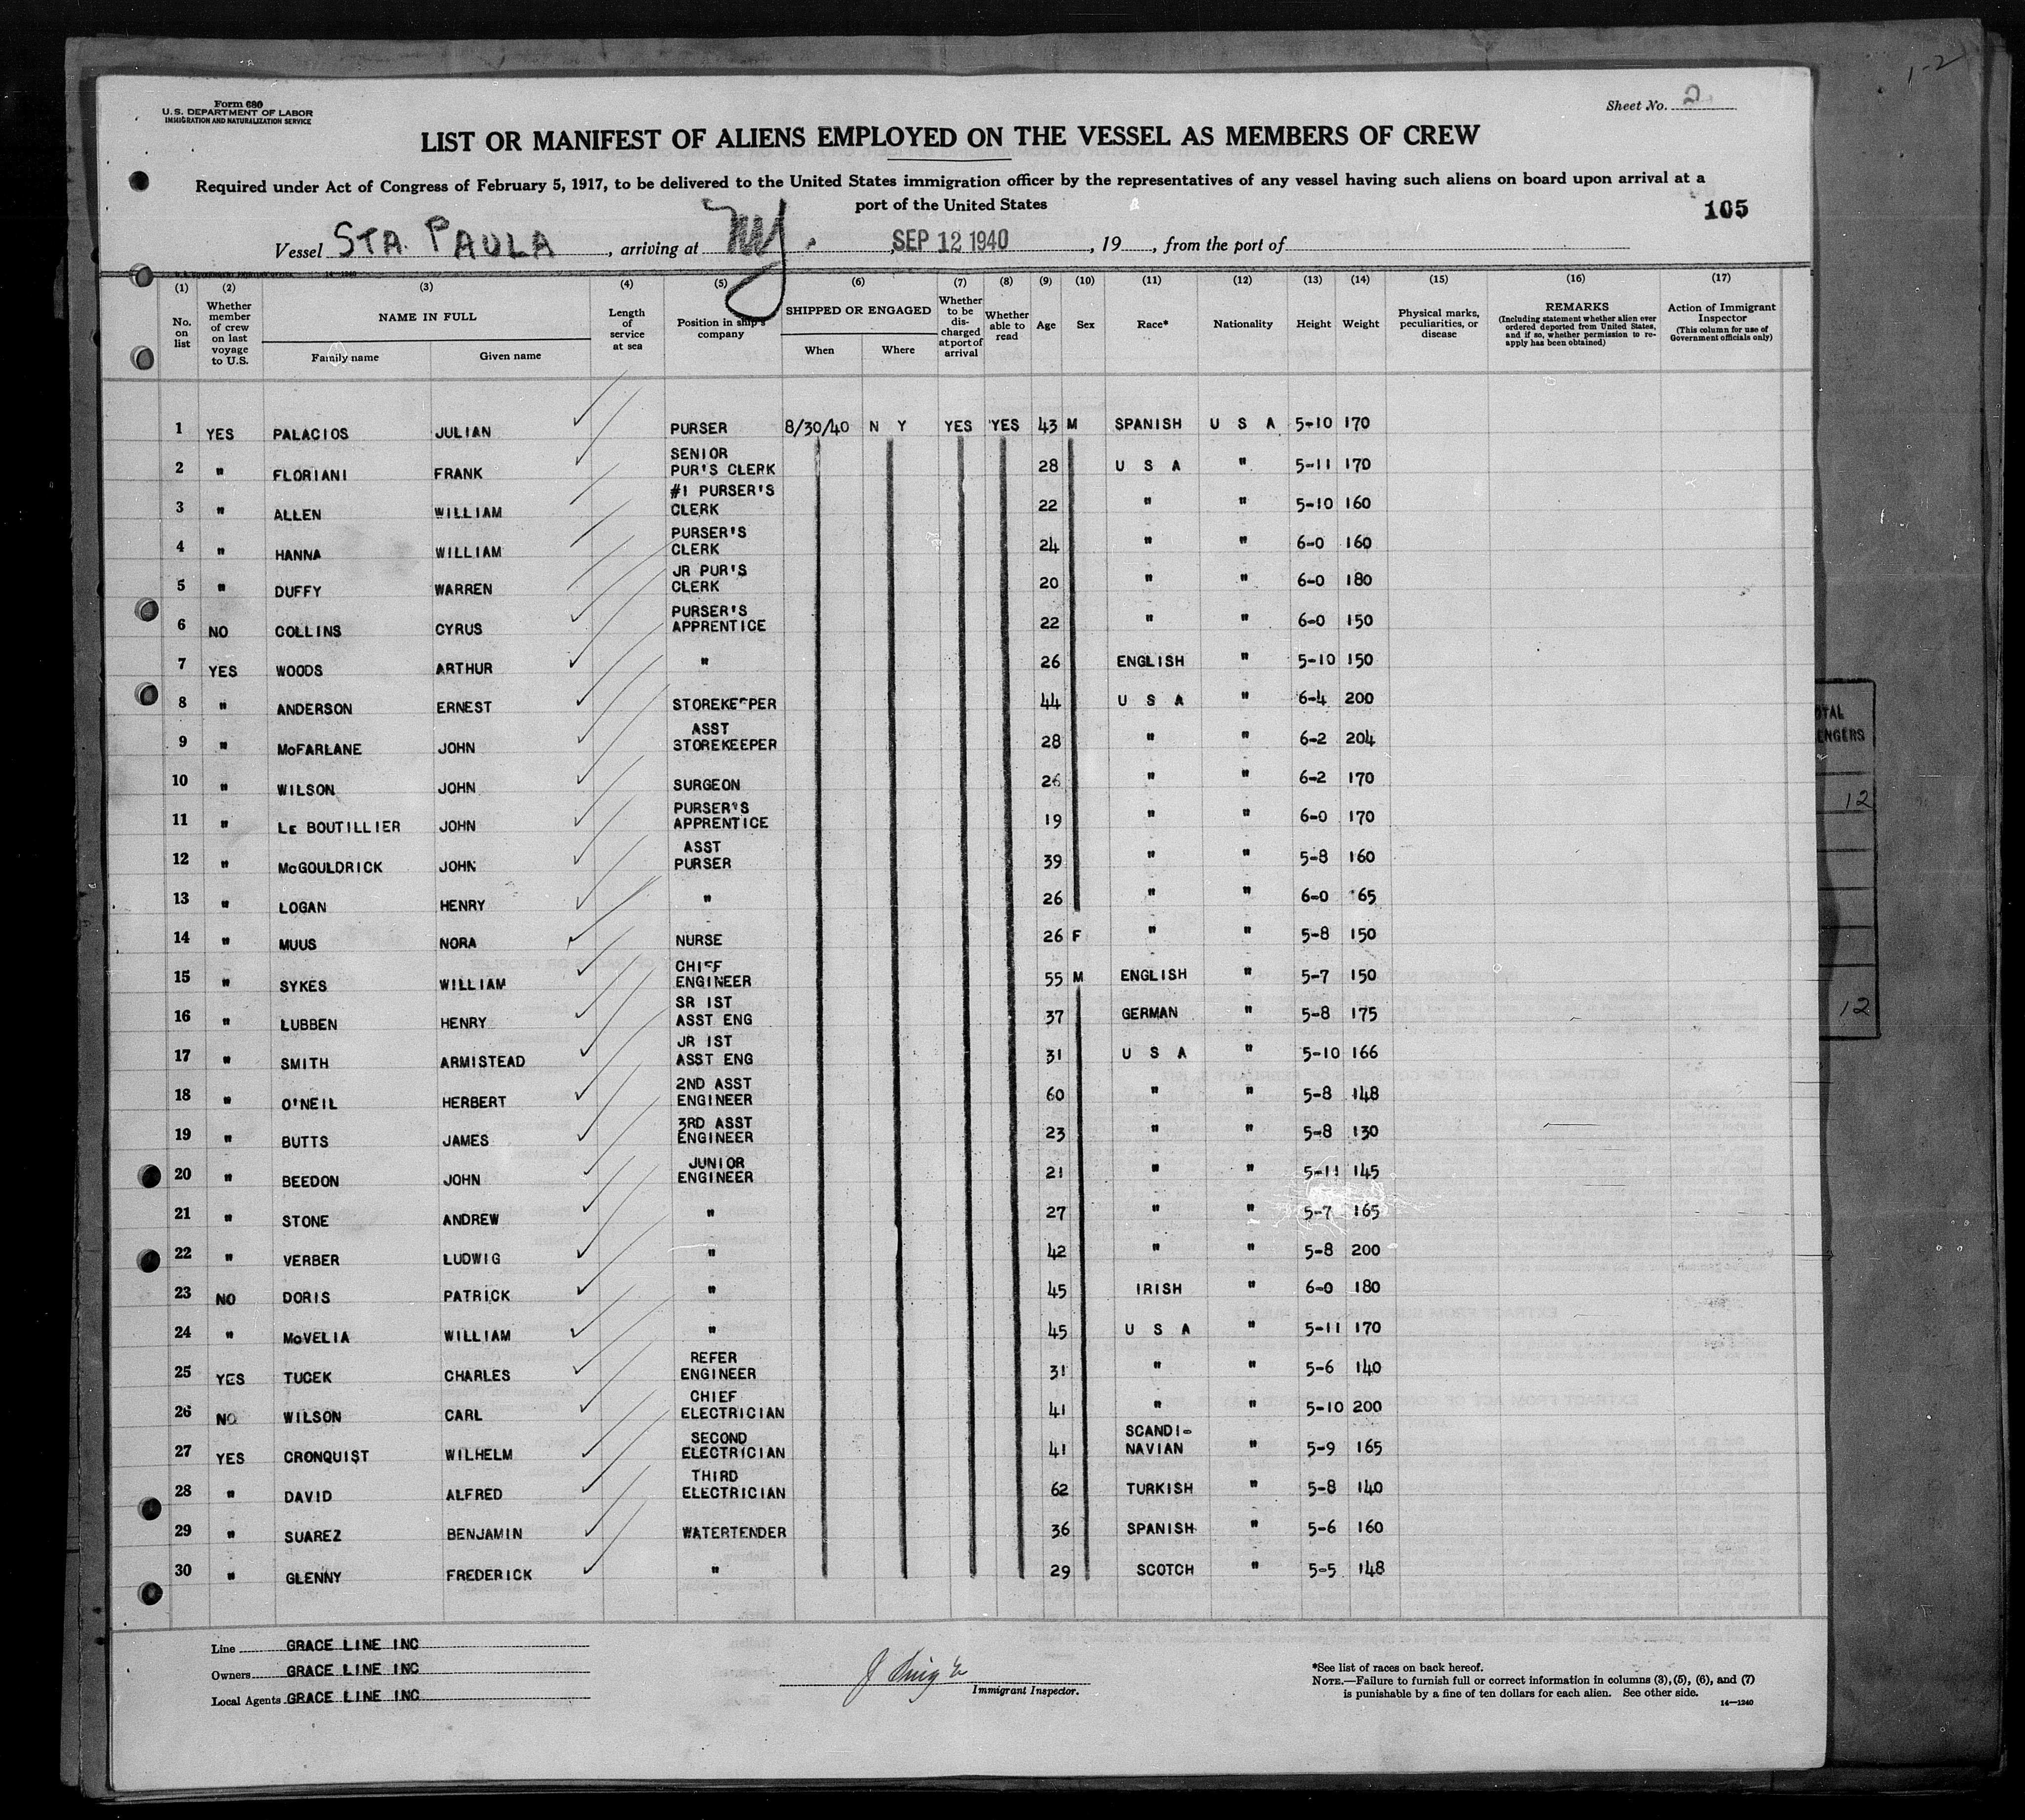 1-2
Form 680
U.S. DEPARTMENT OF LABOR
IMMIGRATION AND NATURALIZATION SERVICE
Sheet No. 2
LIST OR MANIFEST OF ALIENS EMPLOYED ON THE VESSEL AS MEMBERS OF CREW
Required under Act of Congress of February 5, 1917, to be delivered to the United States immigration officer by the representatives of any vessel having such aliens on board upon arrival at a
port of the United States
105
Vessel STA. PAULA, arriving at NY., SEP 12 1940, 19, from the port of
14-1240
(1) (2) (3) (4) (5) (6) (7) (8) (9) (10) (11) (12) (13) (14) (15) (16) (17)
No. on list Whether member of crew on last voyage to U.S. NAME IN FULL Family name Given name Length of service at sea Position in ship's company SHIPPED OR ENGAGED When Where Whether to be discharged at port of arrival Whether able to read Age Sex Race* Nationality Height Weight Physical marks, peculiarities, or disease REMARKS (Including statement whether alien ever ordered deported from United States, and if so, whether permission to re-apply has been obtained) Action of Immigrant Inspector (This column for use of Government officials only)
1 YES PALACIOS JULIAN PURSER 8/30/40 N Y YES YES 43 M SPANISH U S A 5-10 170
2 " FLORIANI FRANK SENIOR PUR'S CLERK 28 U S A " 5-11 170
3 " ALLEN WILLIAM #1 PURSER'S CLERK 22 " " 5-10 160
4 " HANNA WILLIAM PURSER'S CLERK 24 " " 6-0 160
5 " DUFFY WARREN JR PUR'S CLERK 20 " " 6-0 180
6 NO COLLINS CYRUS PURSER'S APPRENTICE 22 " " 6-0 150
7 YES WOODS ARTHUR " 26 ENGLISH " 5-10 150
8 " ANDERSON ERNEST STOREKEEPER 44 U S A " 6-4 200
9 " McFARLANE JOHN ASST STOREKEEPER 28 " " 6-2 204
10 " WILSON JOHN SURGEON 26 " " 6-2 170
11 " LE BOUTILLIER JOHN PURSER'S APPRENTICE 19 " " 6-0 170
12 " McGOULDRICK JOHN ASST PURSER 39 " " 5-8 160
13 " LOGAN HENRY " 26 " " 6-0 65
14 " MUUS NORA NURSE 26 F " " 5-8 150
15 " SYKES WILLIAM CHIEF ENGINEER 55 M ENGLISH " 5-7 150
16 " LUBBEN HENRY SR 1ST ASST ENG 37 GERMAN " 5-8 175
17 " SMITH ARMISTEAD JR 1ST ASST ENG 31 U S A " 5-10 166
18 " O'NEIL HERBERT 2ND ASST ENGINEER 60 " " 5-8 148
19 " BUTTS JAMES 3RD ASST ENGINEER 23 " " 5-8 130
20 " BEEDON JOHN JUNIOR ENGINEER 21 " " 5-11 145
21 " STONE ANDREW " 27 " " 5-7 165
22 " VERBER LUDWIG " 42 " " 5-8 200
23 NO DORIS PATRICK " 45 IRISH " 6-0 180
24 " McVELIA WILLIAM " 45 U S A " 5-11 170
25 YES TUCEK CHARLES REFER ENGINEER 31 " " 5-6 140
26 NO WILSON CARL CHIEF ELECTRICIAN 41 " " 5-10 200
27 YES CRONQUIST WILHELM SECOND ELECTRICIAN 41 SCANDI-NAVIAN " 5-9 165
28 " DAVID ALFRED THIRD ELECTRICIAN 62 TURKISH " 5-8 140
29 " SUAREZ BENJAMIN WATERTENDER 36 SPANISH " 5-6 160
30 " GLENNY FREDERICK " 29 SCOTCH " 5-5 148
12
12
Line GRACE LINE INC
Owners GRACE LINE INC
Local Agents GRACE LINE INC
Immigrant Inspector.
*See list of races on back hereof.
NOTE.—Failure to furnish full or correct information in columns (3), (5), (6), and (7)
is punishable by a fine of ten dollars for each alien. See other side.
14-1240